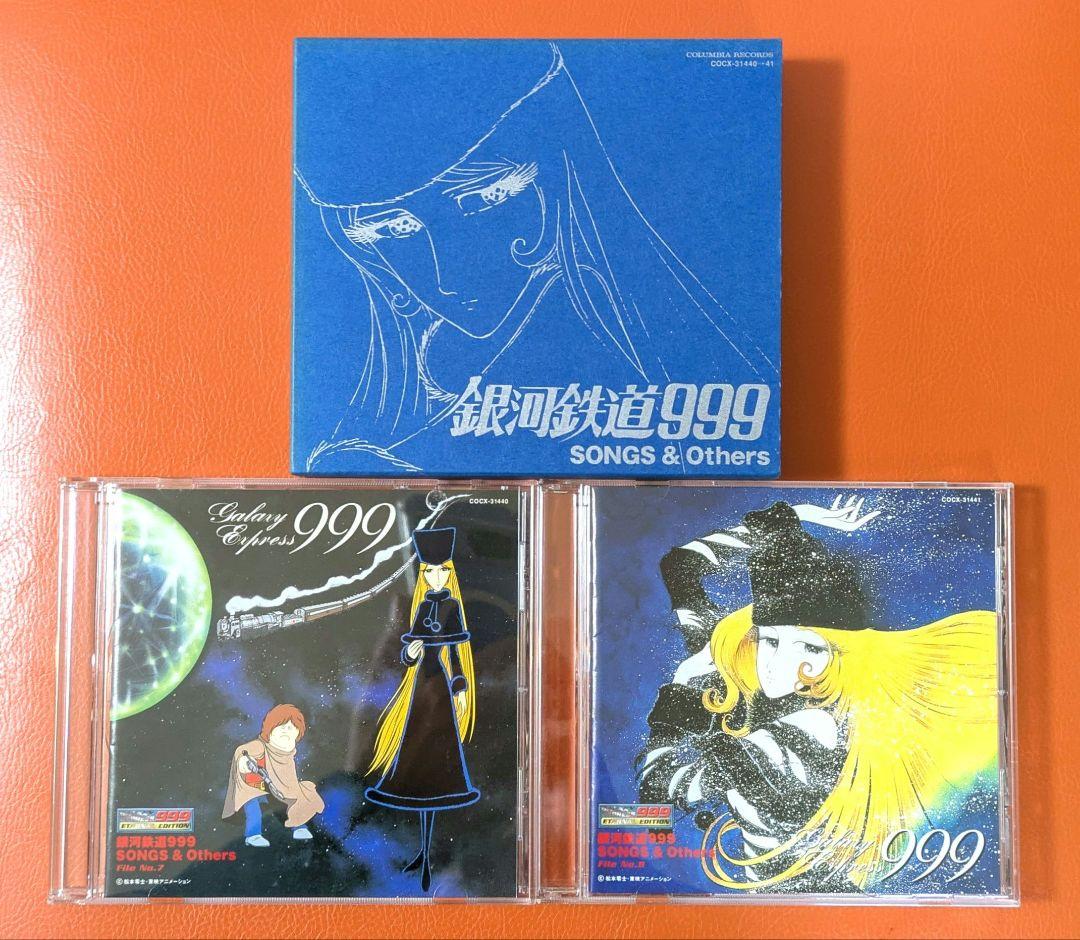 COLUMBIA RECORDS
COCX-31440→41
銀河鉄道999
SONGS & Others
COCX-31440
Galaxy
Express 999
999
ETERNAL EDITION
銀河鉄道999
SONGS & Others
File No.7
© 松本零士・東映アニメーション
COCX-31441
999
ETERNAL EDITION
銀河鉄道999
SONGS & Others
File No.8
Galaxy
Express 999
© 松本零士・東映アニメーション